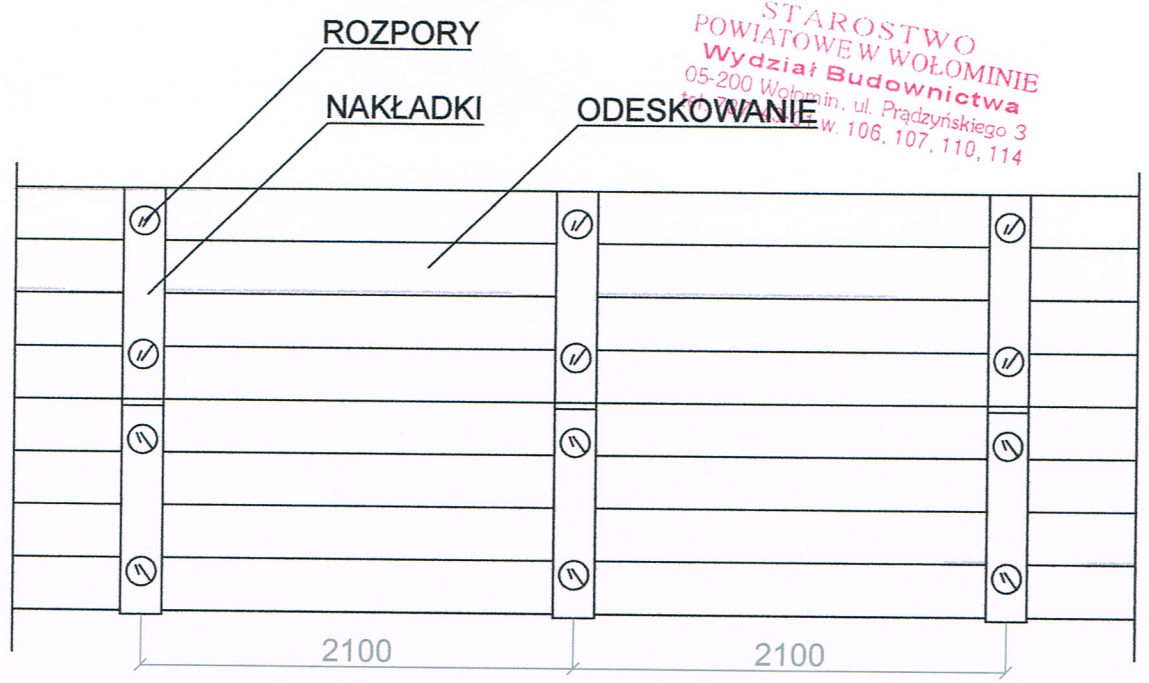 ROZPORY
STAROSTWO
POWIATOWE W WOŁOMINIE
Wydział Budownictwa
05-200 Wołomin, ul. Prądzyńskiego 3
w. 106, 107, 110, 114
NAKŁADKI
ODESKOWANIE
2100
2100